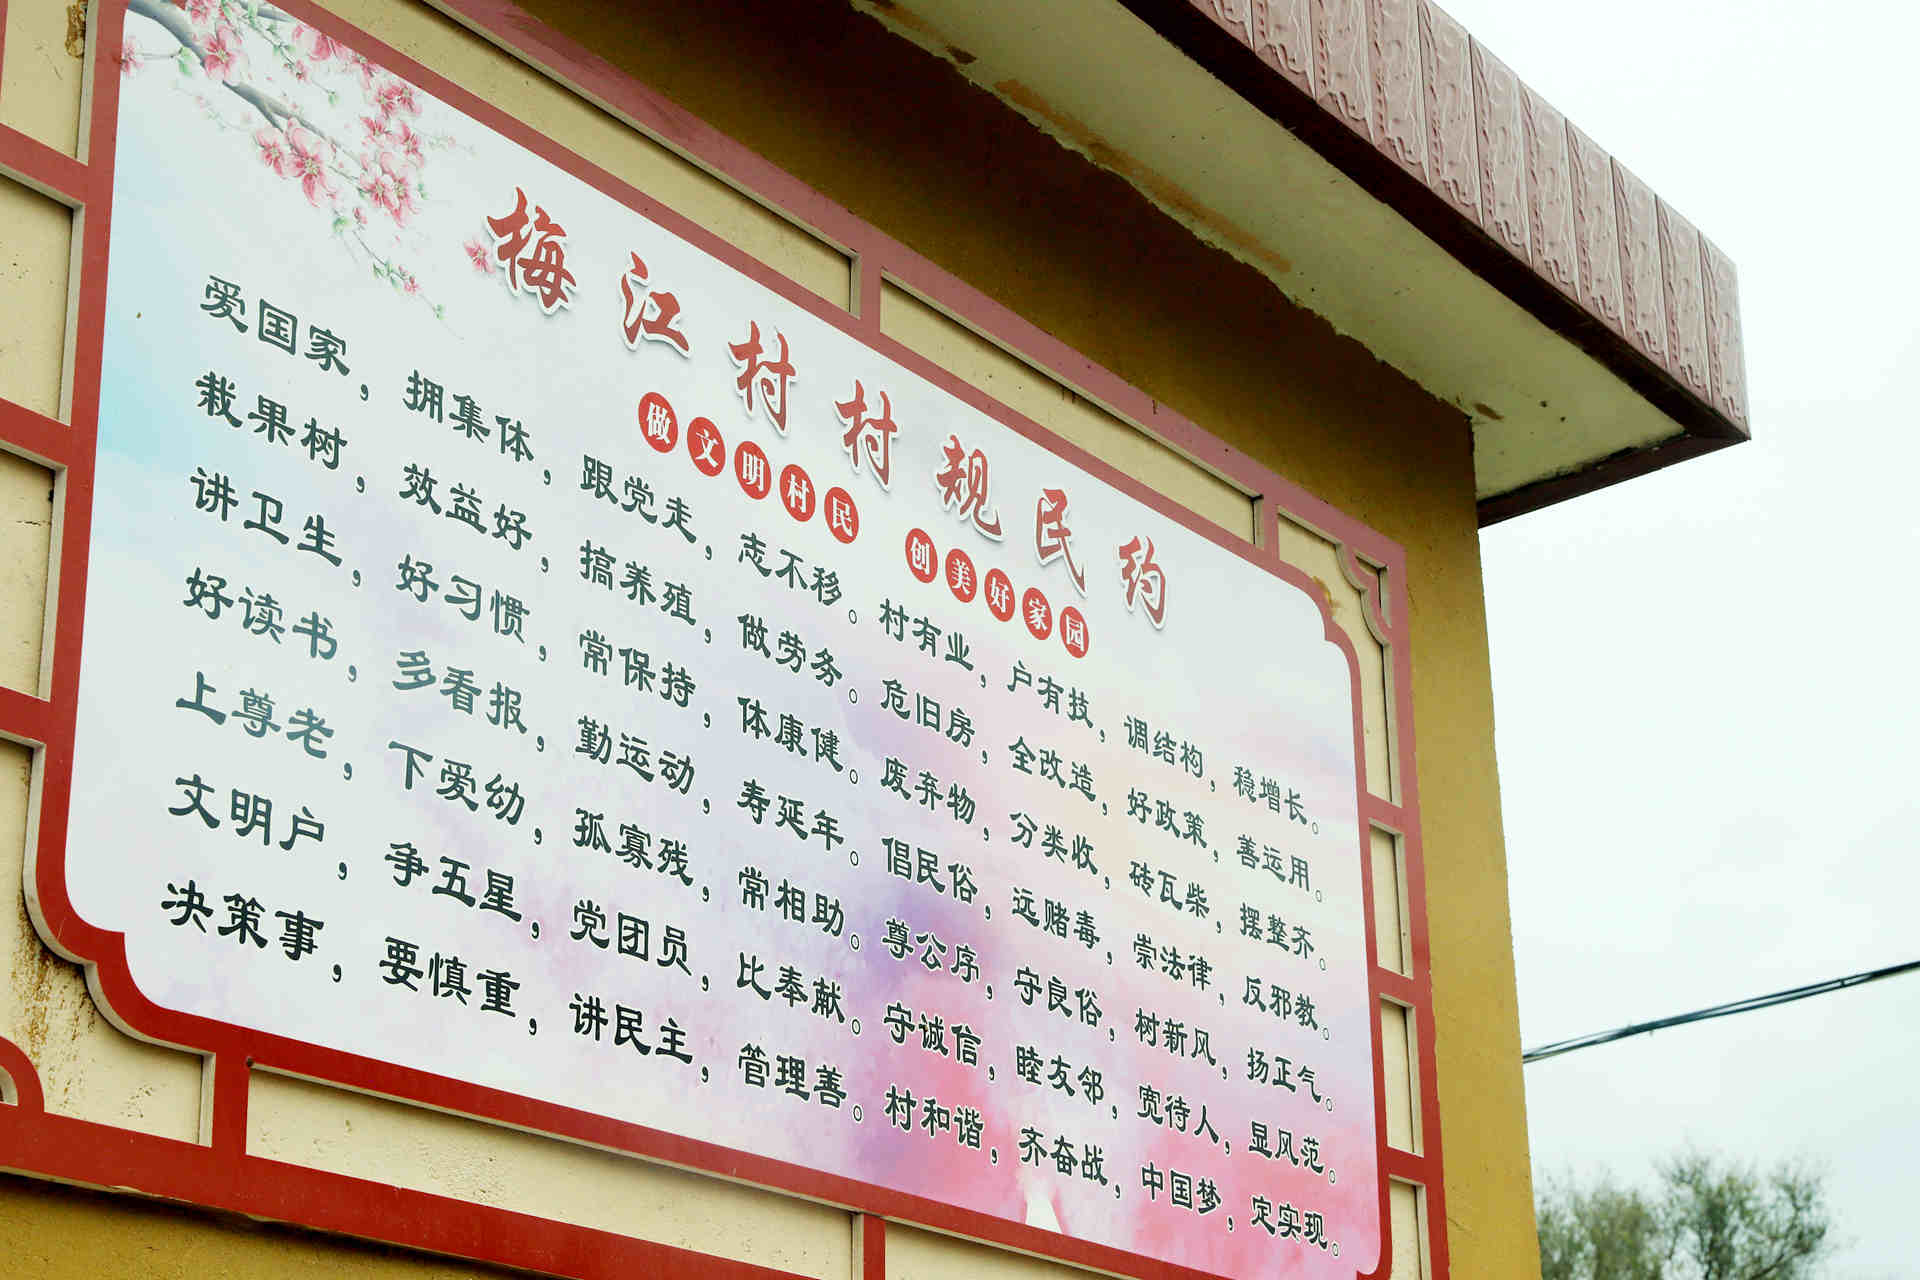 梅江村村规民约
做文明村民 创美好家园
爱国家，拥集体，跟党走，志不移。村有业，户有技，调结构，稳增长。
栽果树，效益好，搞养殖，做劳务。危旧房，全改造，好政策，善运用。
讲卫生，好习惯，常保持，体康健。废弃物，分类收，砖瓦柴，摆整齐。
好读书，多看报，勤运动，寿延年。倡民俗，远赌毒，崇法律，反邪教。
上尊老，下爱幼，孤寡残，常相助。尊公序，守良俗，树新风，扬正气。
文明户，争五星，党团员，比奉献。守诚信，睦友邻，宽待人，显风范。
决策事，要慎重，讲民主，管理善。村和谐，齐奋战，中国梦，定实现。